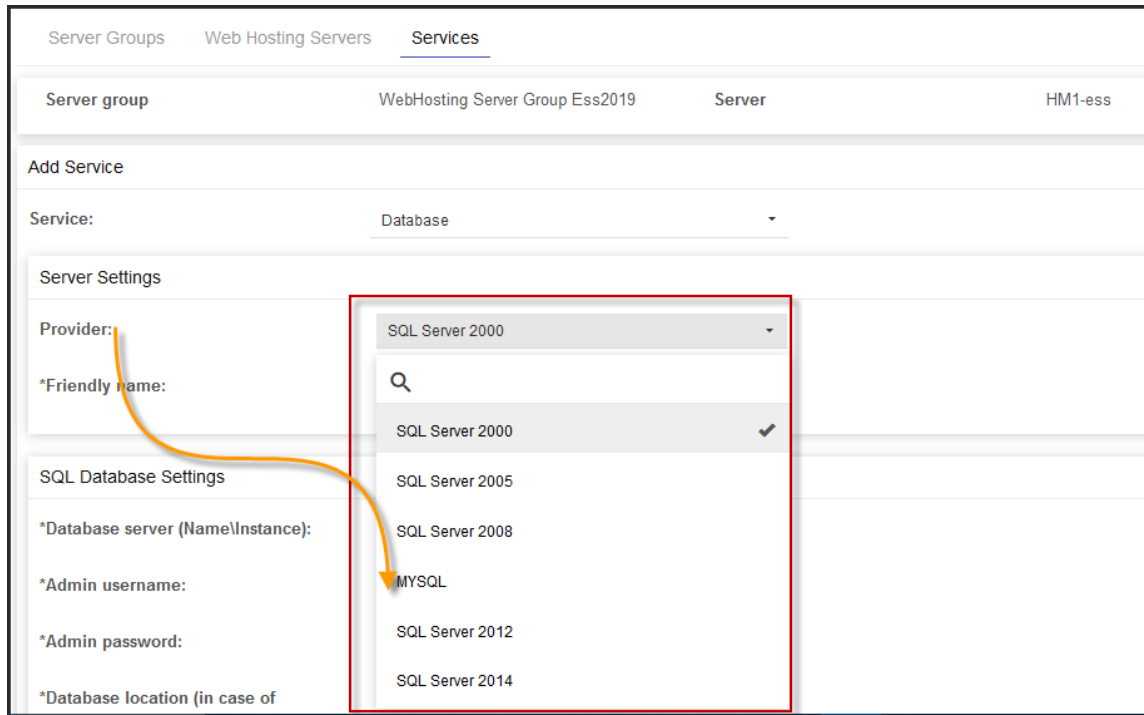 Server Groups Web Hosting Servers Services
Server group WebHosting Server Group Ess2019 Server HM1-ess
Add Service
Service: Database
Server Settings
Provider: SQL Server 2000
*Friendly name:
SQL Server 2000
SQL Server 2005
SQL Database Settings
*Database server (Name\Instance): SQL Server 2008
*Admin username: MYSQL
*Admin password: SQL Server 2012
*Database location (in case of SQL Server 2014